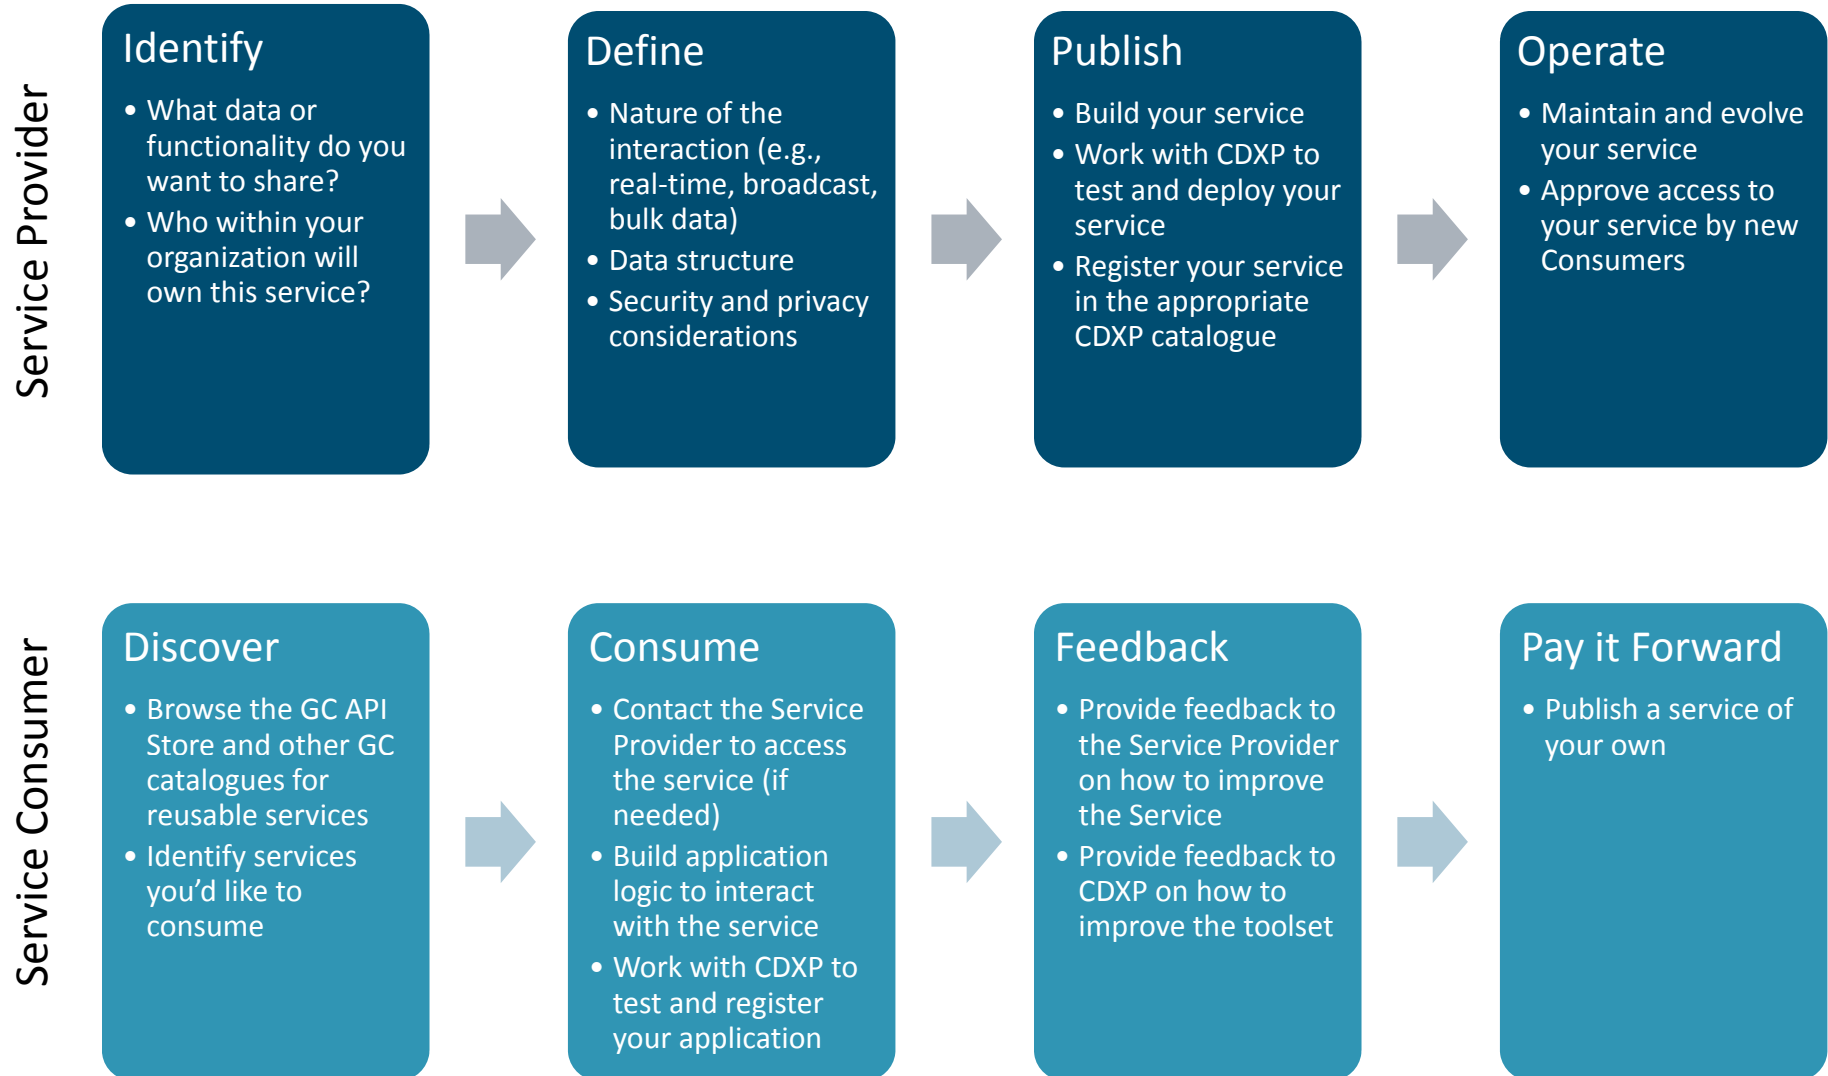 Service Provider
Identify
• What data or
functionality do you
want to share?
• Who within your
organization will
own this service?
Define
• Nature of the
interaction (e.g.,
real-time, broadcast,
bulk data)
• Data structure
• Security and privacy
considerations
Publish
• Build your service
• Work with CDXP to
test and deploy your
service
• Register your service
in the appropriate
CDXP catalogue
Operate
• Maintain and evolve
your service
• Approve access to
your service by new
Consumers
Service Consumer
Discover
• Browse the GC API
Store and other GC
catalogues for
reusable services
• Identify services
you’d like to
consume
Consume
• Contact the Service
Provider to access
the service (if
needed)
• Build application
logic to interact
with the service
• Work with CDXP to
test and register
your application
Feedback
• Provide feedback to
the Service Provider
on how to improve
the Service
• Provide feedback to
CDXP on how to
improve the toolset
Pay it Forward
• Publish a service of
your own